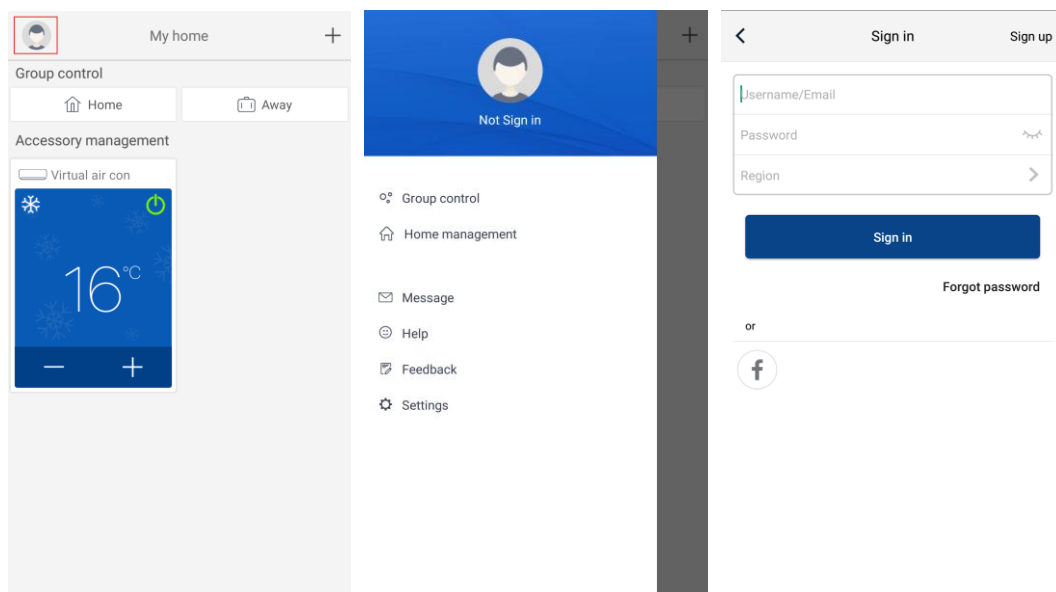 My home
Group control
Home
Away
Accessory management
Virtual air con
16°C
Not Sign in
Group control
Home management
Message
Help
Feedback
Settings
Sign in
Sign up
Username/Email
Password
Region
Sign in
Forgot password
or
f